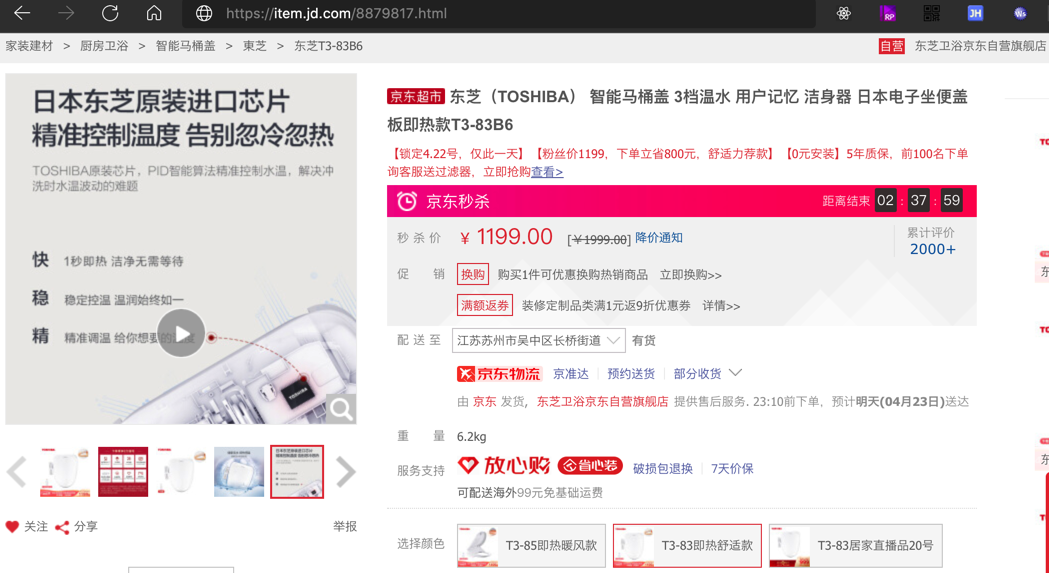 https://item.jd.com/8879817.html
RP
JH
Ws
家装建材 > 厨房卫浴 > 智能马桶盖 > 東芝 > 东芝T3-83B6
自营 东芝卫浴京东自营旗舰店
日本东芝原装进口芯片
精准控制温度 告别忽冷忽热
TOSHIBA原装芯片，PID智能算法精准控制水温，解决冲
洗时水温波动的难题
快 1秒即热 洁净无需等待
稳 稳定控温 温润始终如一
精 精准调温 给你想要的温度
关注 分享 举报
京东超市 东芝（TOSHIBA） 智能马桶盖 3档温水 用户记忆 洁身器 日本电子坐便盖
板即热款T3-83B6
【锁定4.22号，仅此一天】【粉丝价1199，下单立省800元，舒适力荐款】【0元安装】5年质保，前100名下单
询客服送过滤器，立即抢购查看>
京东秒杀 距离结束 02 : 37 : 59
秒杀价 ￥ 1199.00 [￥1999.00] 降价通知
累计评价
2000+
促销 换购 购买1件可优惠换购热销商品 立即换购>>
满额返券 装修定制品类满1元返9折优惠券 详情>>
配送至 江苏苏州市吴中区长桥街道 有货
京东物流 京准达 预约送货 部分收货
由 京东 发货, 东芝卫浴京东自营旗舰店 提供售后服务. 23:10前下单, 预计明天(04月23日)送达
重量 6.2kg
服务支持 放心购 省心装 破损包退换 7天价保
可配送海外99元免基础运费
选择颜色 T3-85即热暖风款 T3-83即热舒适款 T3-83居家直播品20号